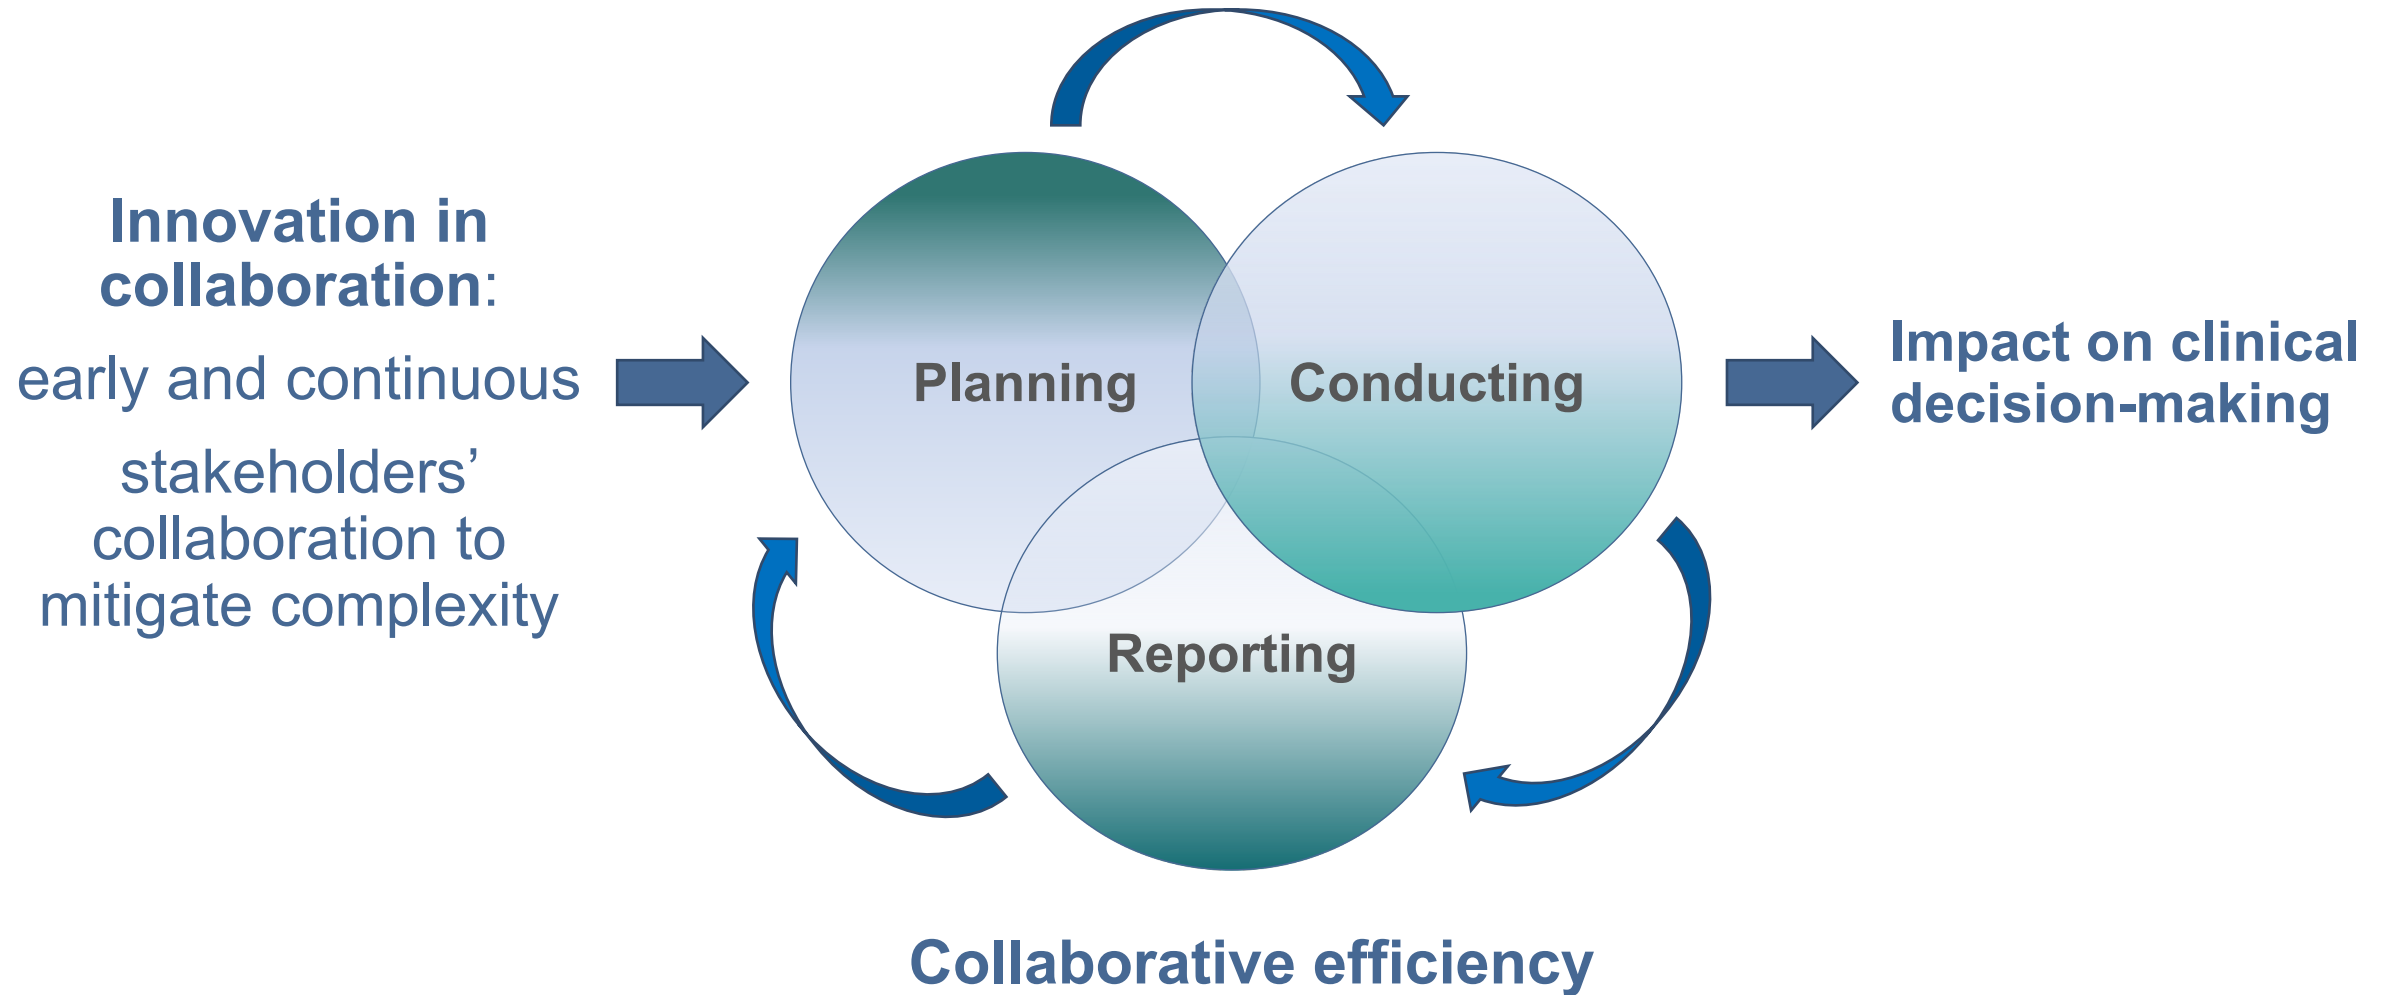 Innovation in
collaboration:
early and continuous
stakeholders’
collaboration to
mitigate complexity
Planning
Conducting
Reporting
Impact on clinical
decision-making
Collaborative efficiency